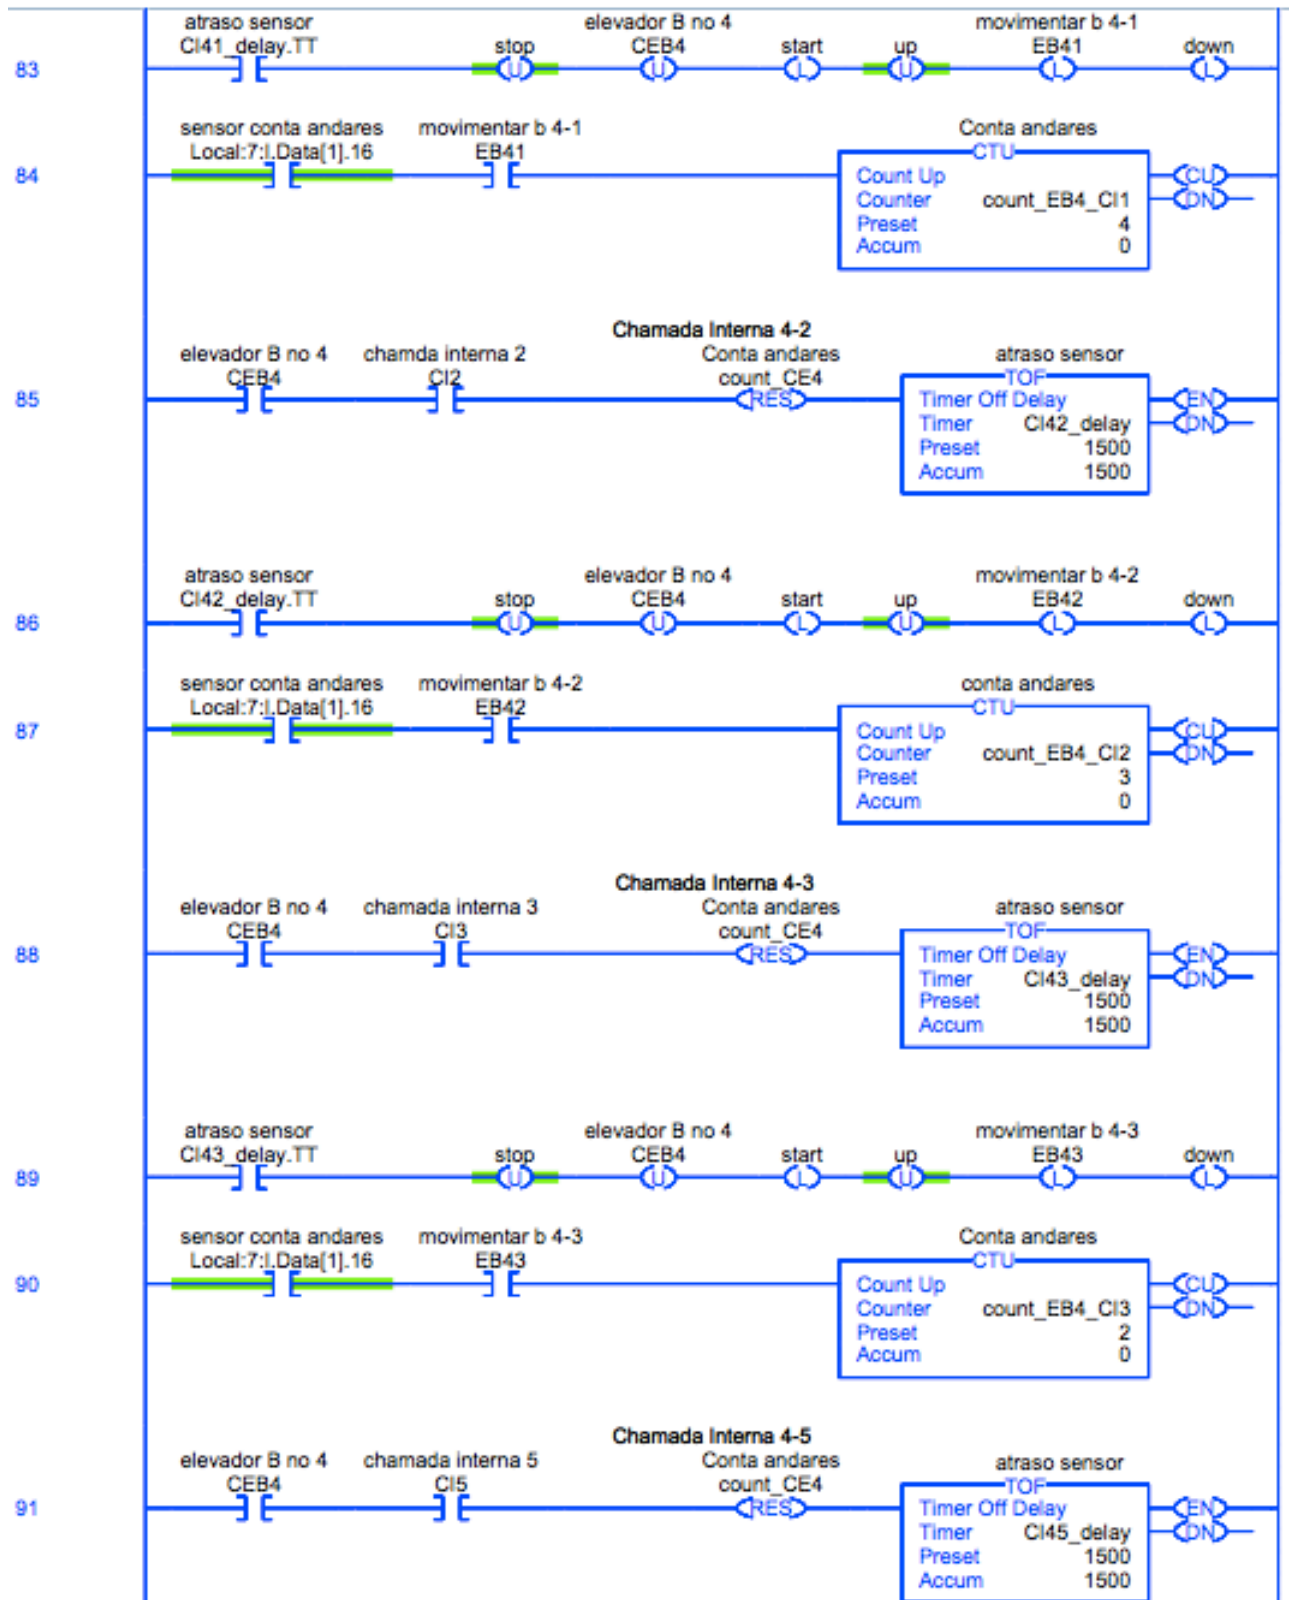 atraso sensor elevador B no 4 movimentar b 4-1
CI41_delay.TT stop CEB4 start up EB41 down
83 U U L U L L
sensor conta andares movimentar b 4-1 Conta andares
Local:7:I.Data[1].16 EB41 CTU
84 Count Up CU
Counter count_EB4_CI1 DN
Preset 4
Accum 0
Chamada Interna 4-2
elevador B no 4 chamda interna 2 Conta andares atraso sensor
CEB4 CI2 count_CE4 TOF
85 RES Timer Off Delay EN
Timer CI42_delay DN
Preset 1500
Accum 1500
atraso sensor elevador B no 4 movimentar b 4-2
CI42_delay.TT stop CEB4 start up EB42 down
86 U U L U L L
sensor conta andares movimentar b 4-2 conta andares
Local:7:I.Data[1].16 EB42 CTU
87 Count Up CU
Counter count_EB4_CI2 DN
Preset 3
Accum 0
Chamada Interna 4-3
elevador B no 4 chamada interna 3 Conta andares atraso sensor
CEB4 CI3 count_CE4 TOF
88 RES Timer Off Delay EN
Timer CI43_delay DN
Preset 1500
Accum 1500
atraso sensor elevador B no 4 movimentar b 4-3
CI43_delay.TT stop CEB4 start up EB43 down
89 U U L U L L
sensor conta andares movimentar b 4-3 Conta andares
Local:7:I.Data[1].16 EB43 CTU
90 Count Up CU
Counter count_EB4_CI3 DN
Preset 2
Accum 0
Chamada Interna 4-5
elevador B no 4 chamada interna 5 Conta andares atraso sensor
CEB4 CI5 count_CE4 TOF
91 RES Timer Off Delay EN
Timer CI45_delay DN
Preset 1500
Accum 1500